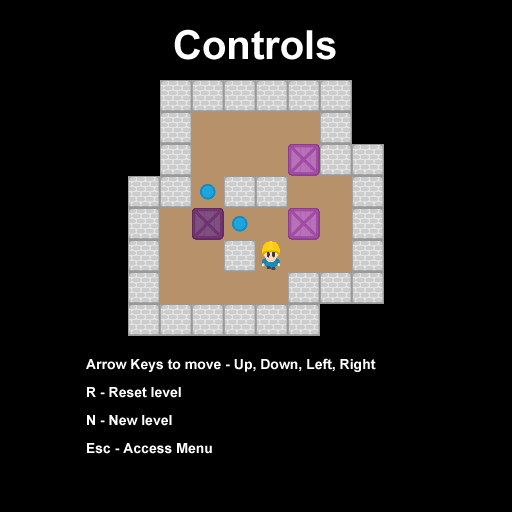 Controls
Arrow Keys to move - Up, Down, Left, Right
R - Reset level
N - New level
Esc - Access Menu